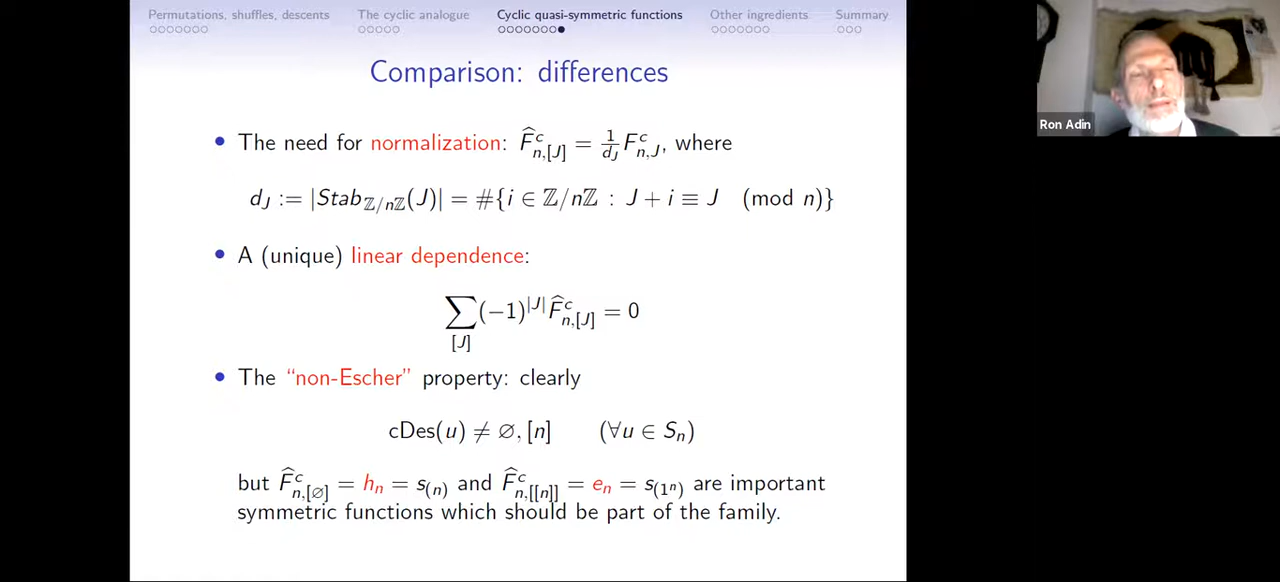 Permutations, shuffles, descents The cyclic analogue Cyclic quasi-symmetric functions Other ingredients Summary
Comparison: differences
• The need for normalization: F̂^c_{n,[J]} = 1/d_J F^c_{n,J}, where
d_J := |Stab_{ℤ/nℤ}(J)| = #{i ∈ ℤ/nℤ : J + i ≡ J (mod n)}
• A (unique) linear dependence:
∑_{[J]} (−1)^{|J|} F̂^c_{n,[J]} = 0
• The “non-Escher” property: clearly
cDes(u) ≠ ∅, [n] (∀u ∈ S_n)
but F̂^c_{n,[∅]} = h_n = s_{(n)} and F̂^c_{n,[[n]]} = e_n = s_{(1^n)} are important
symmetric functions which should be part of the family.
Ron Adin